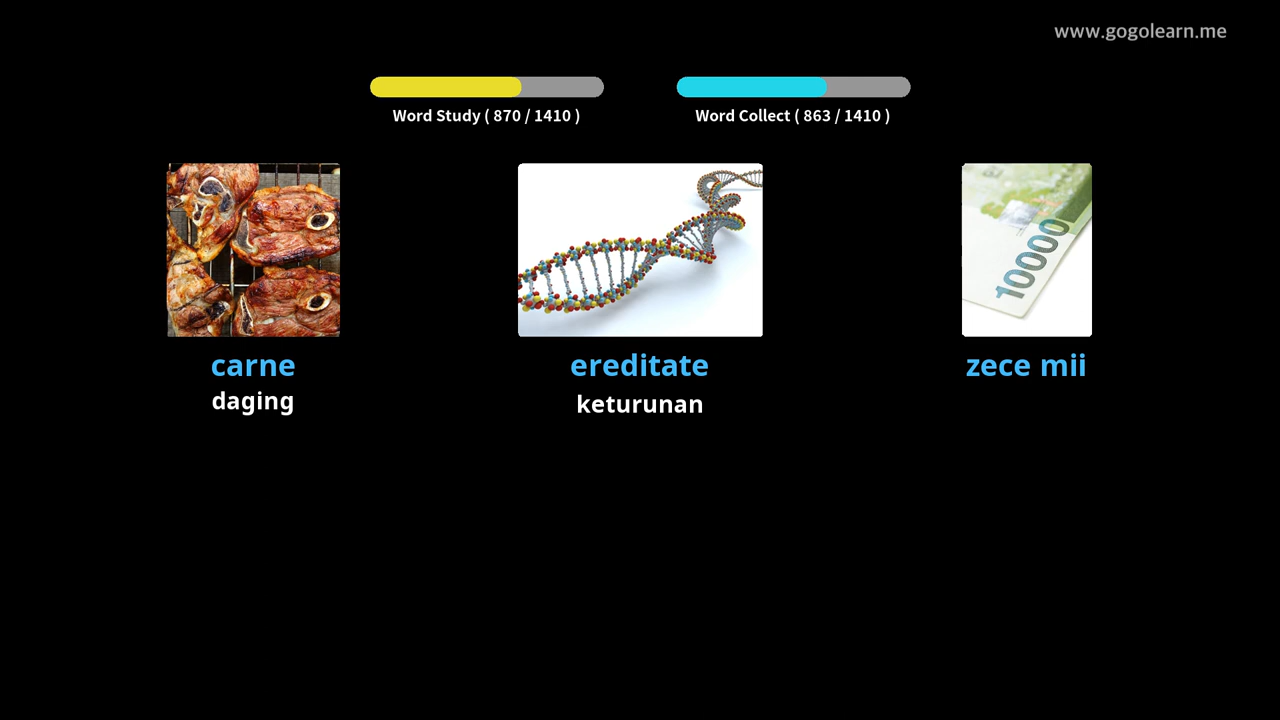 www.gogolearn.me
Word Study ( 870 / 1410 )
Word Collect ( 863 / 1410 )
10000
carne
ereditate
zece mii
daging
keturunan